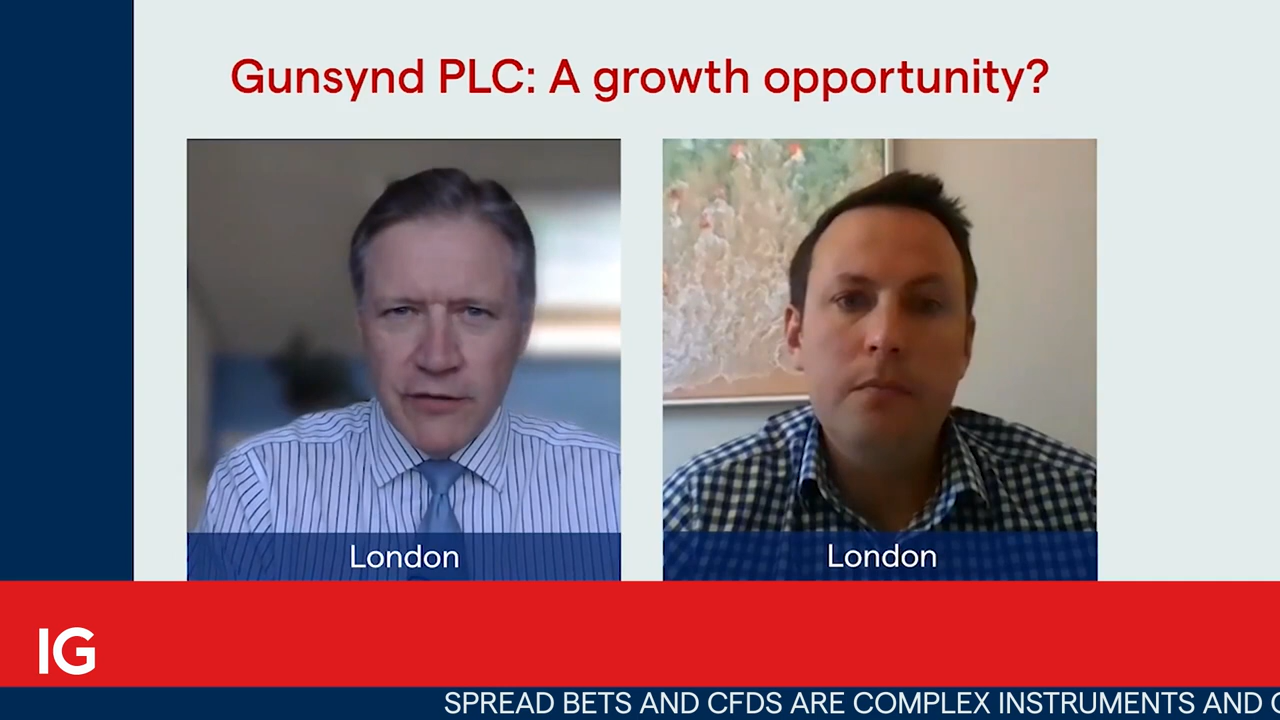 Gunsynd PLC: A growth opportunity?
London
London
IG
SPREAD BETS AND CFDS ARE COMPLEX INSTRUMENTS AND